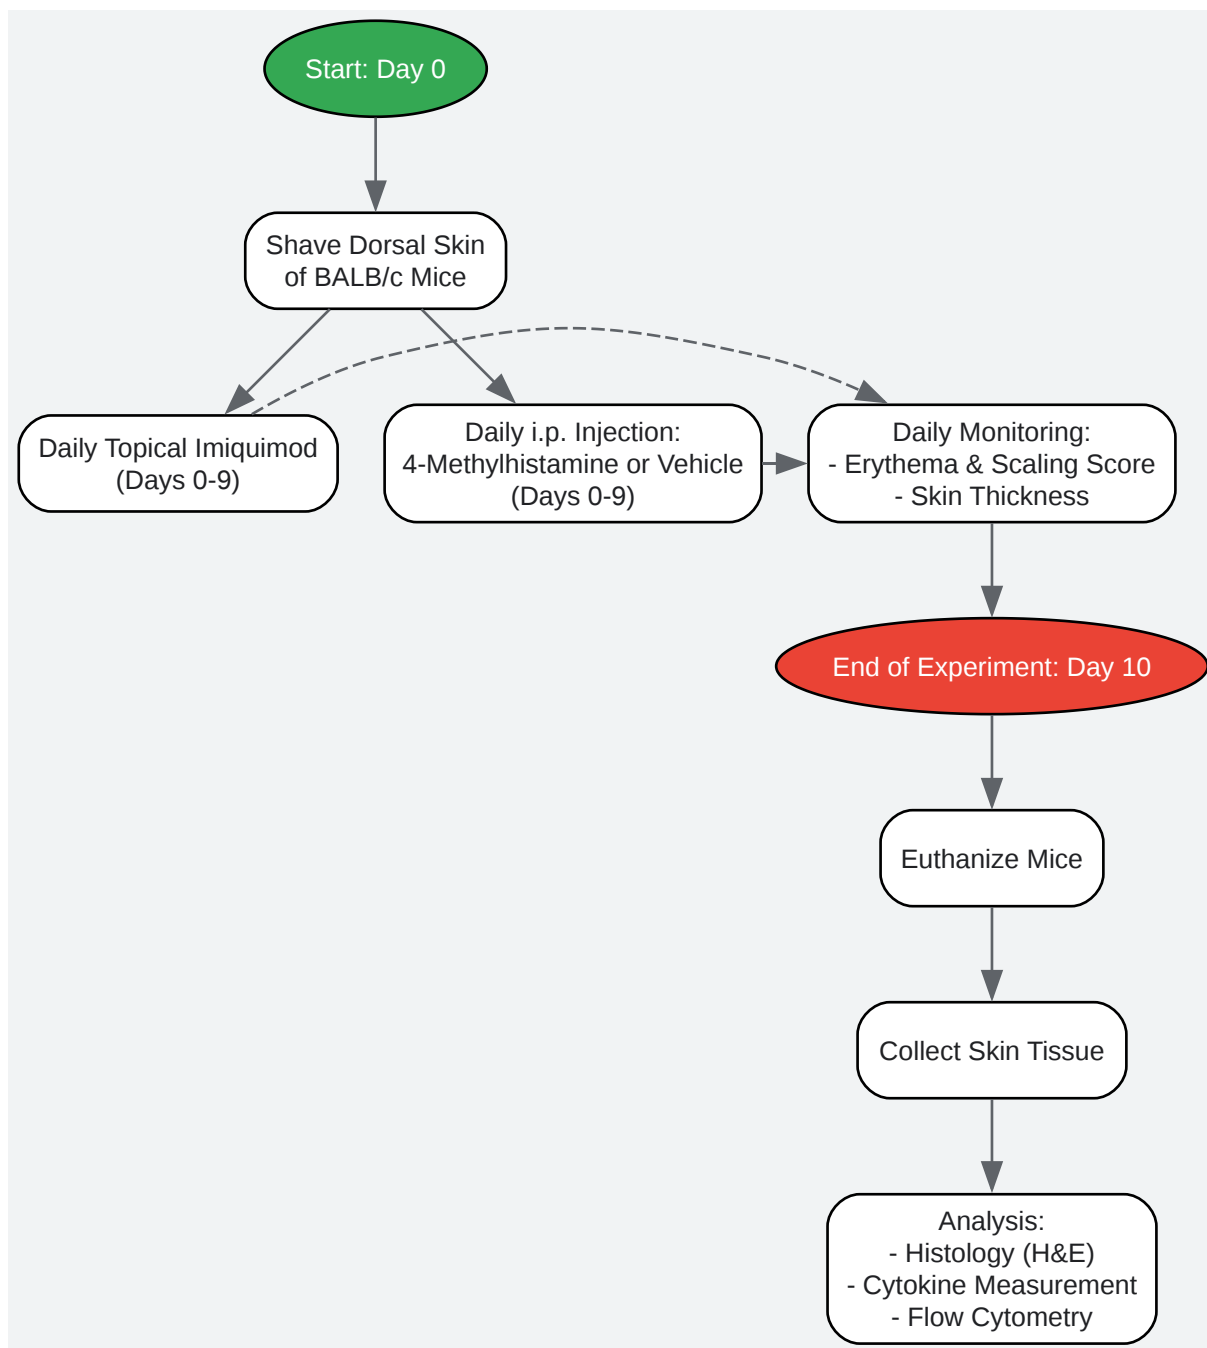 Start: Day 0
Shave Dorsal Skin
of BALB/c Mice
Daily Topical Imiquimod
(Days 0-9)
Daily i.p. Injection:
4-Methylhistamine or Vehicle
(Days 0-9)
Daily Monitoring:
- Erythema & Scaling Score
- Skin Thickness
End of Experiment: Day 10
Euthanize Mice
Collect Skin Tissue
Analysis:
- Histology (H&E)
- Cytokine Measurement
- Flow Cytometry